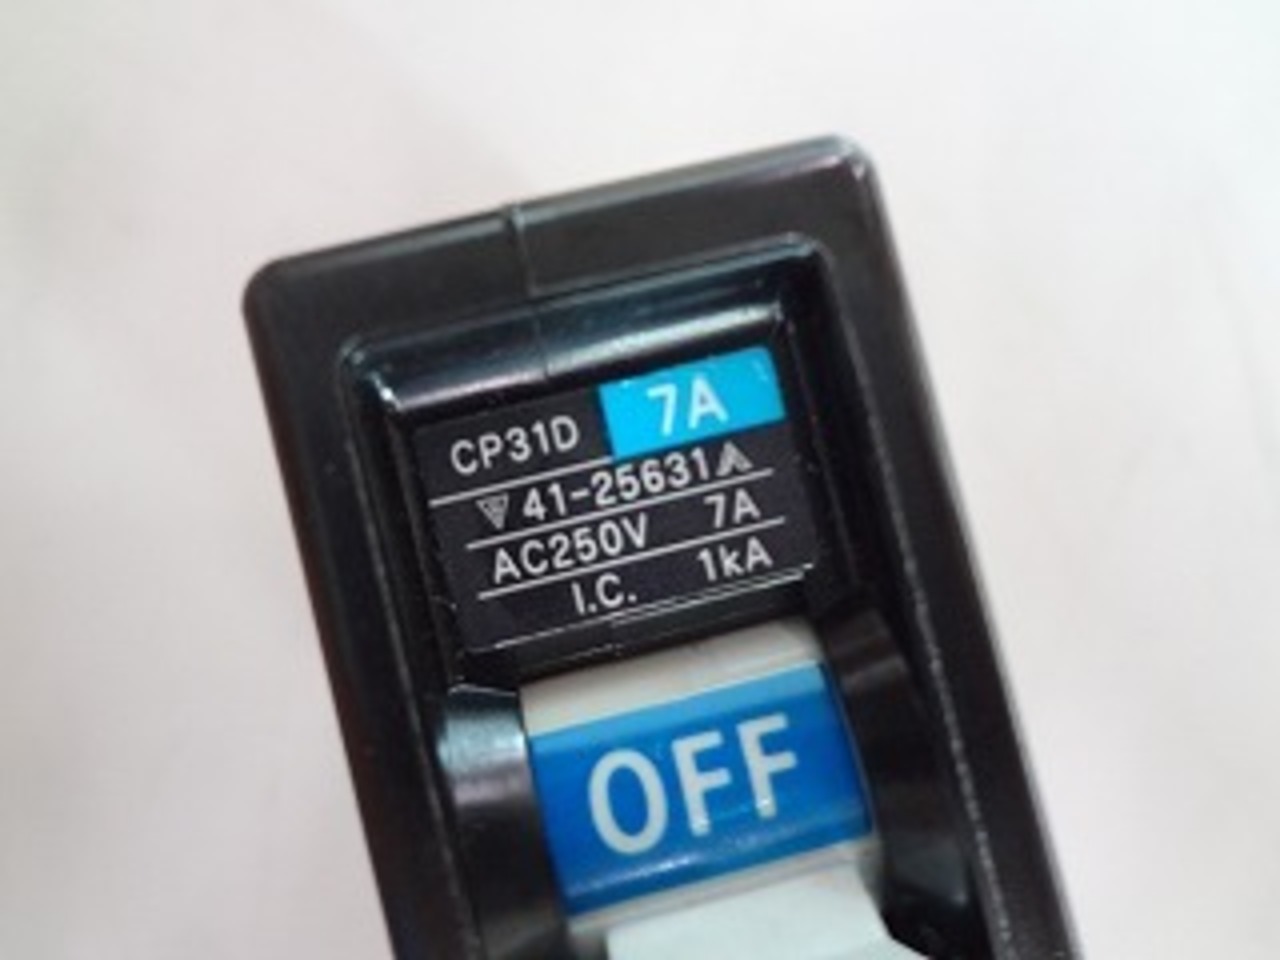 CP31D 7A
41-25631
AC250V 7A
I.C. 1kA
OFF